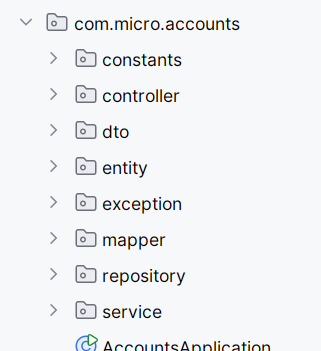 com.micro.accounts
constants
controller
dto
entity
exception
mapper
repository
service
AccountsApplication